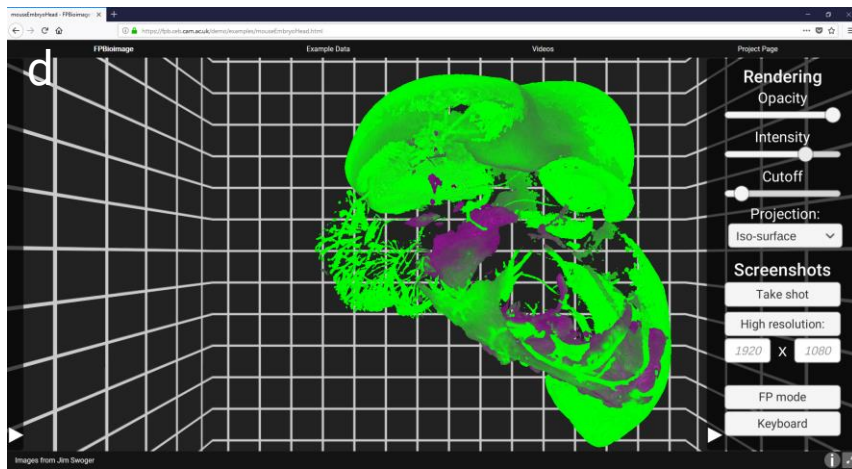 mouseEmbryoHead - FPBioimage
https://fpb.ceb.cam.ac.uk/demo/examples/mouseEmbryoHead.html
FPBioimage Example Data Videos Project Page
d
Rendering
Opacity
Intensity
Cutoff
Projection:
Iso-surface
Screenshots
Take shot
High resolution:
1920 X 1080
FP mode
Keyboard
Images from Jim Swoger
i